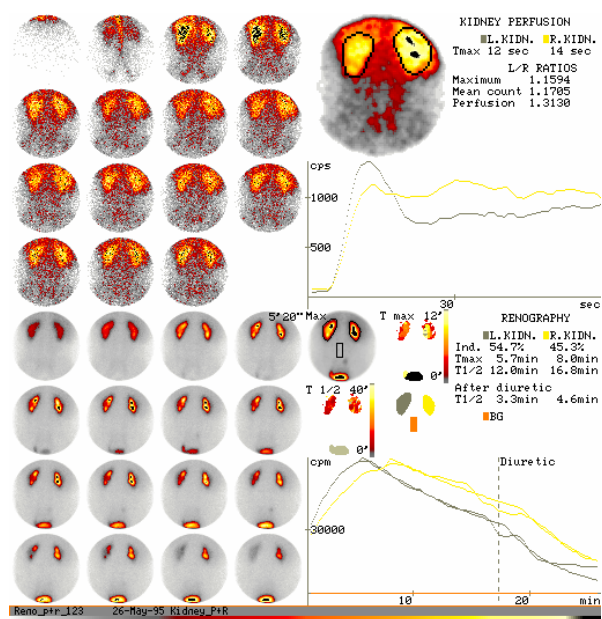 KIDNEY PERFUSION
L.KIDN. R.KIDN.
Tmax 12 sec 14 sec
L/R RATIOS
Maximum 1.1594
Mean count 1.1705
Perfusion 1.3130
cps
1000
500
30 sec
5'20" Max T max 12' RENOGRAPHY
L.KIDN. R.KIDN.
Ind. 54.7% 45.3%
Tmax 5.7min 8.0min
0' T1/2 12.0min 16.8min
T 1/2 40' After diuretic
T1/2 3.3min 4.6min
BG
0'
cpm Diuretic
30000
10 20 min
Reno_p+r_123 26-May-95 Kidney_P+R